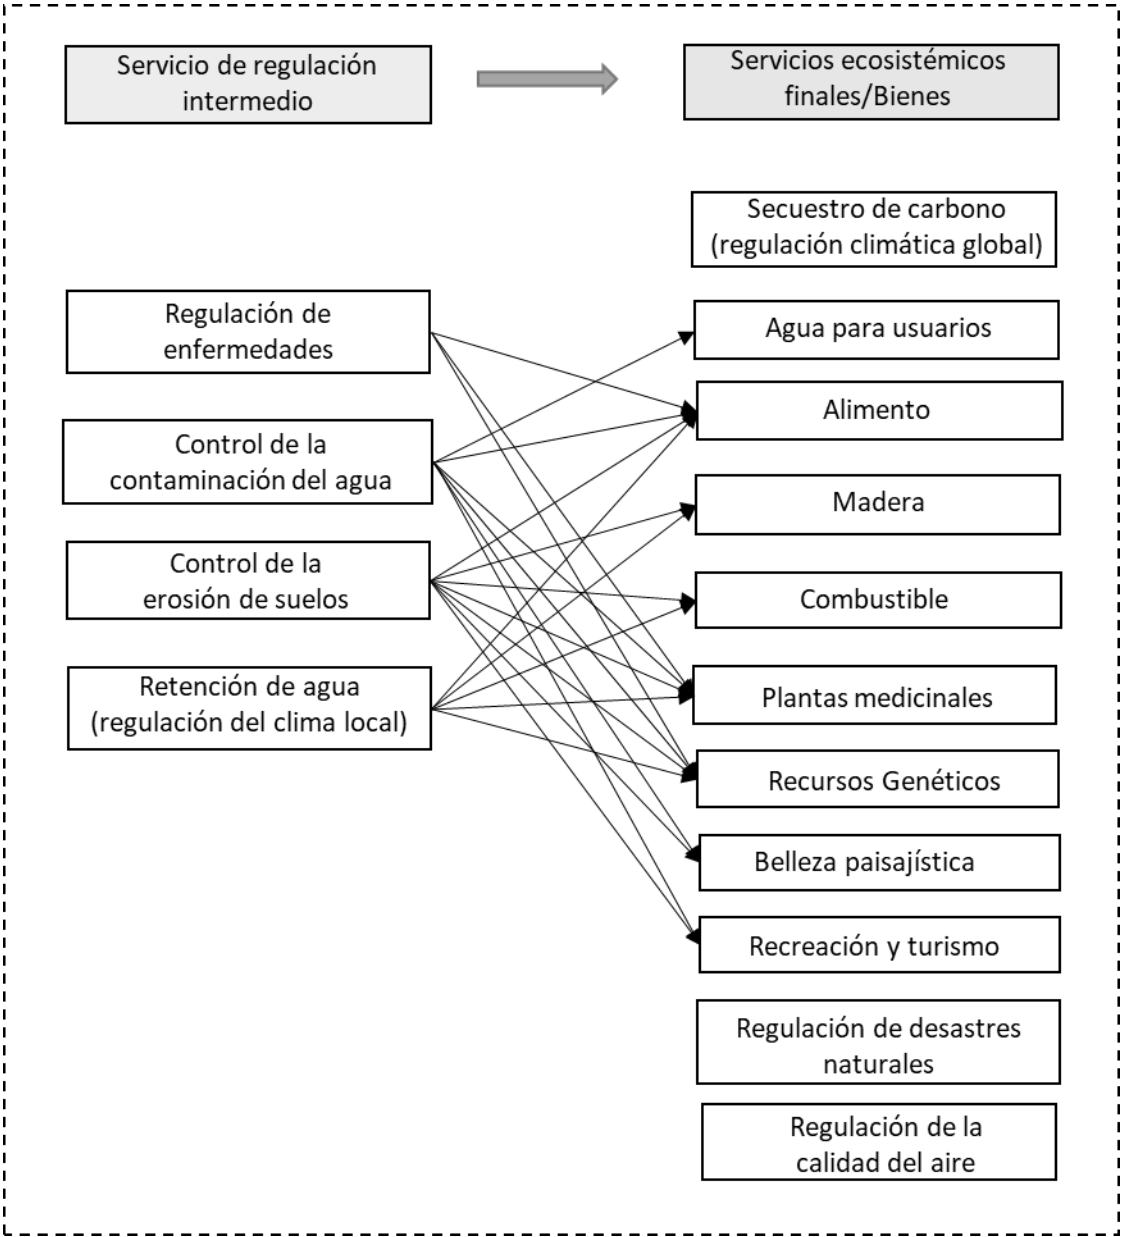 Servicio de regulación
intermedio
Servicios ecosistémicos
finales/Bienes
Secuestro de carbono
(regulación climática global)
Regulación de
enfermedades
Agua para usuarios
Alimento
Control de la
contaminación del agua
Madera
Control de la
erosión de suelos
Combustible
Retención de agua
(regulación del clima local)
Plantas medicinales
Recursos Genéticos
Belleza paisajística
Recreación y turismo
Regulación de desastres
naturales
Regulación de la
calidad del aire